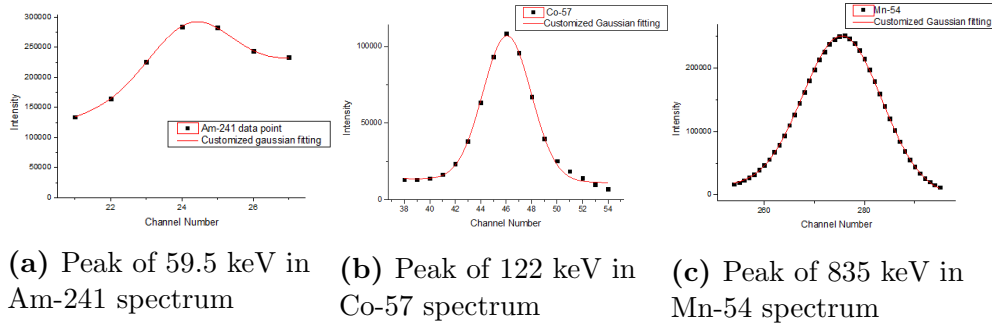 Am-241 data point
Customized gaussian fitting
Intensity
300000
250000
200000
150000
100000
50000
0
22
24
26
Channel Number
(a) Peak of 59.5 keV in
Am-241 spectrum
Co-57
Customized Gaussian fitting
Intensity
100000
50000
0
38
40
42
44
46
48
50
52
54
Channel Number
(b) Peak of 122 keV in
Co-57 spectrum
Mn-54
Customized Gaussian fitting
Intensity
200000
100000
0
260
280
Channel Number
(c) Peak of 835 keV in
Mn-54 spectrum